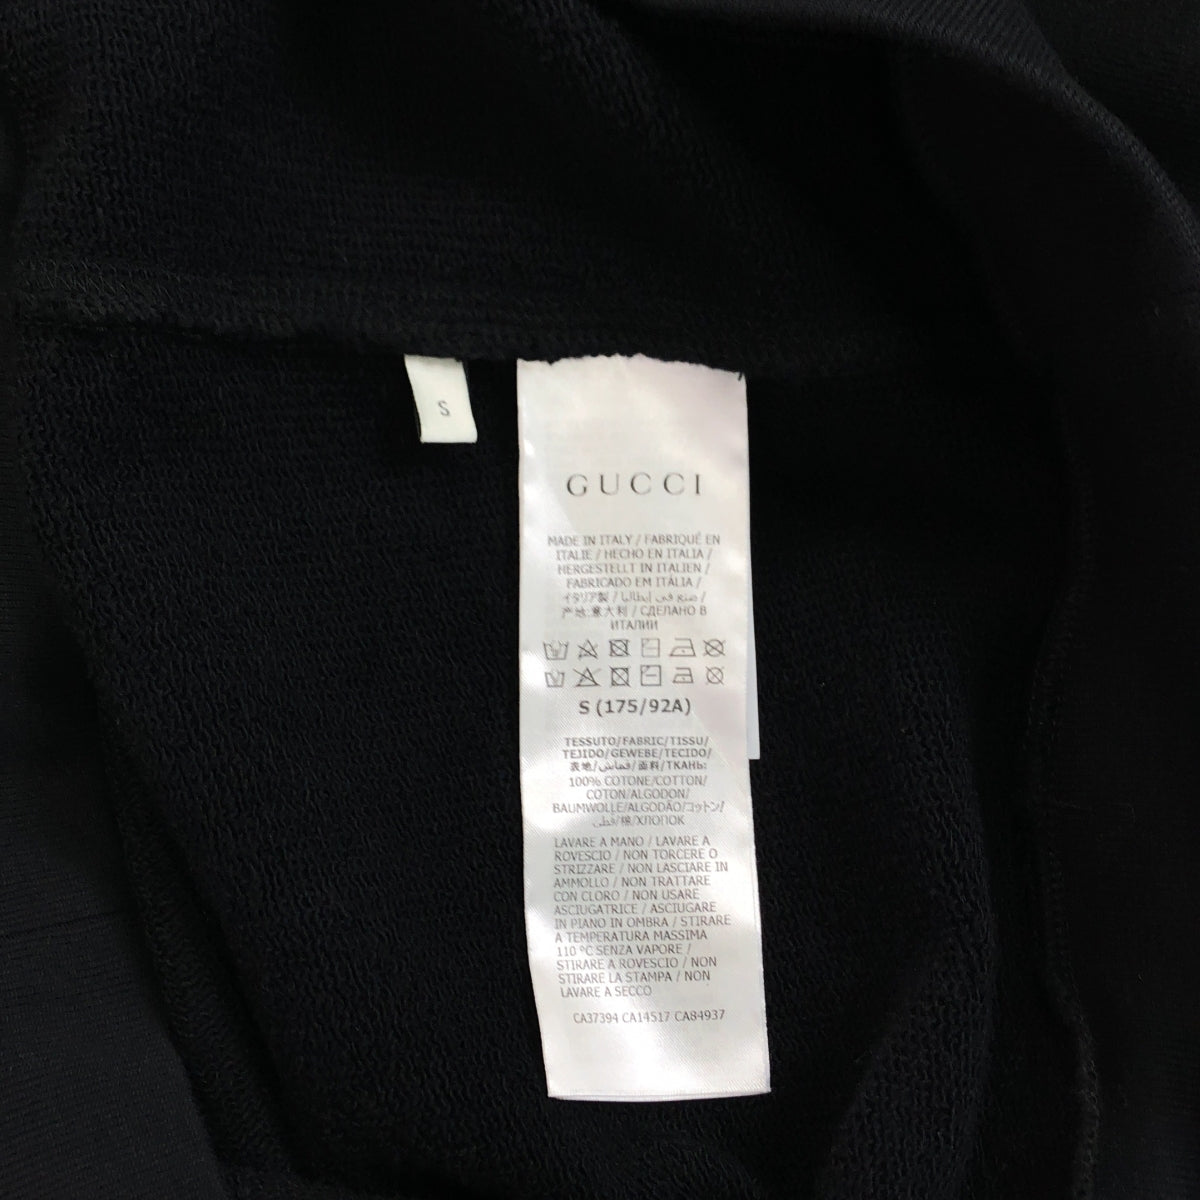 S
GUCCI
MADE IN ITALY / FABRIQUÉ EN
ITALIE / HECHO EN ITALIA /
HERGESTELLT IN ITALIEN /
FABRICADO EM ITÁLIA /
イタリア製 / صنع في إيطاليا /
产地:意大利 / СДЕЛАНО В
ИТАЛИИ
S (175/92A)
TESSUTO/FABRIC/TISSU/
TEJIDO/GEWEBE/TECIDO/
表地/قماش/面料/ТКАНЬ:
100% COTONE/COTTON/
COTON/ALGODON/
BAUMWOLLE/ALGODÃO/コットン/
قطن/棉/ХЛОПОК
LAVARE A MANO / LAVARE A
ROVESCIO / NON TORCERE O
STRIZZARE / NON LASCIARE IN
AMMOLLO / NON TRATTARE
CON CLORO / NON USARE
ASCIUGATRICE / ASCIUGARE
IN PIANO IN OMBRA / STIRARE
A TEMPERATURA MASSIMA
110 °C SENZA VAPORE /
STIRARE A ROVESCIO / NON
STIRARE LA STAMPA / NON
LAVARE A SECCO
CA37394 CA14517 CA84937